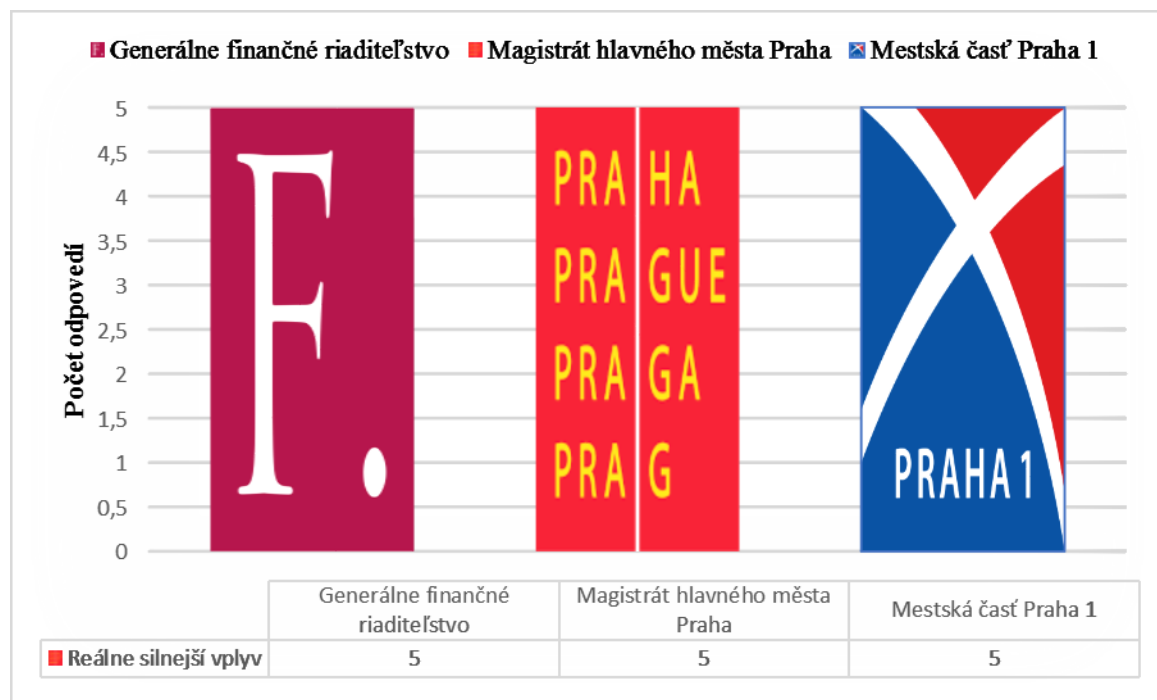 Generálne finančné riaditeľstvo Magistrát hlavného města Praha Mestská časť Praha 1
Počet odpovedí
5
4,5
4
3,5
3
2,5
2
1,5
1
0,5
0
F.
PRA HA
PRA GUE
PRA GA
PRA G
PRAHA 1
Generálne finančné
riaditeľstvo
Magistrát hlavného města
Praha
Mestská časť Praha 1
Reálne silnejší vplyv 5 5 5